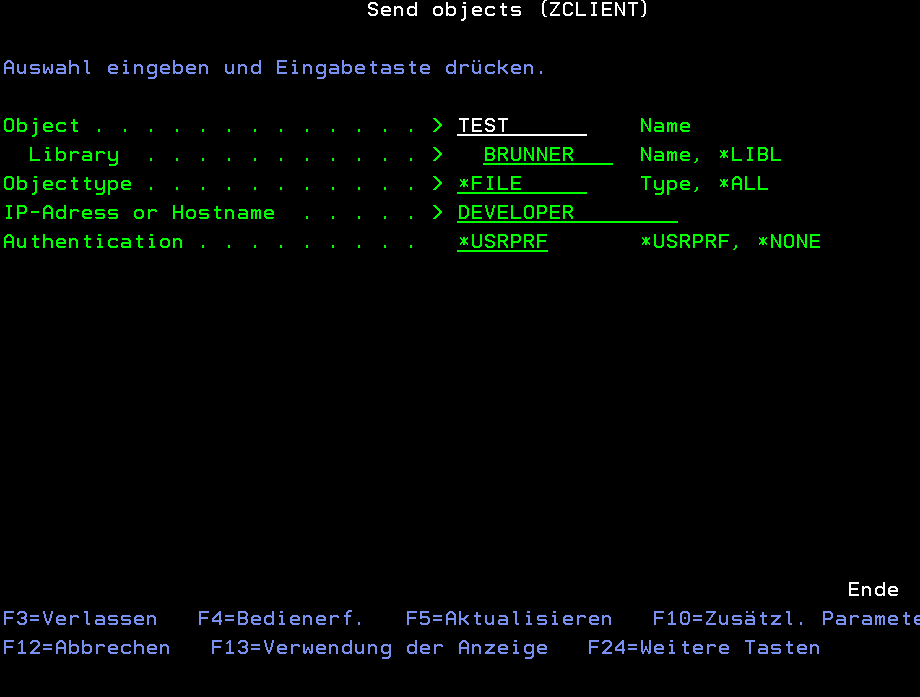 Send objects (ZCLIENT)
Auswahl eingeben und Eingabetaste drücken.
Object . . . . . . . . . . . . . > TEST Name
Library . . . . . . . . . . . > BRUNNER Name, *LIBL
Objecttype . . . . . . . . . . . > *FILE Type, *ALL
IP-Adress or Hostname . . . . . > DEVELOPER
Authentication . . . . . . . . . *USRPRF *USRPRF, *NONE
Ende
F3=Verlassen F4=Bedienerf. F5=Aktualisieren F10=Zusätzl. Paramete
F12=Abbrechen F13=Verwendung der Anzeige F24=Weitere Tasten